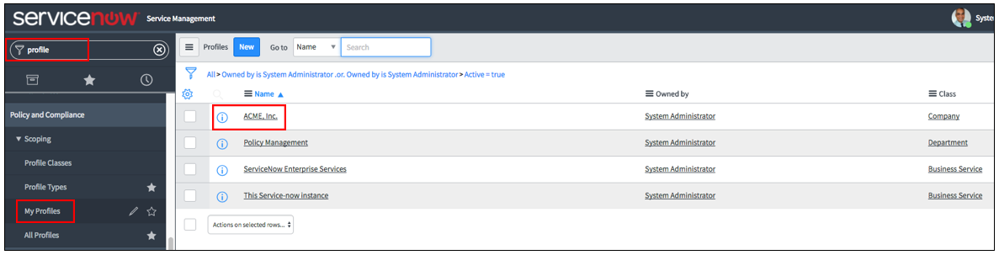 servicenow Service Management
Syste
profile
Profiles New Go to Name Search
All > Owned by is System Administrator .or. Owned by is System Administrator > Active = true
Name Owned by Class
Policy and Compliance
Scoping
Profile Classes
Profile Types
My Profiles
All Profiles
ACME, Inc. System Administrator Company
Policy Management System Administrator Department
ServiceNow Enterprise Services System Administrator Business Service
This Service-now instance System Administrator Business Service
Actions on selected rows...